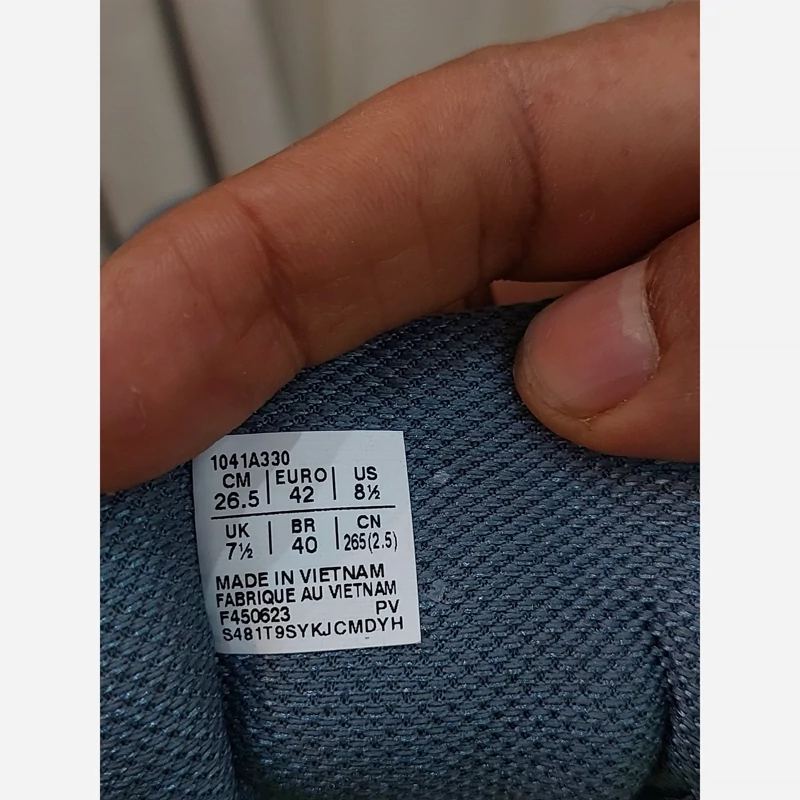 1041A330
CM | EURO | US
26.5 | 42 | 8½
UK | BR | CN
7½ | 40 | 265(2.5)
MADE IN VIETNAM
FABRIQUE AU VIETNAM
F450623 PV
S481T9SYKJCMDYH